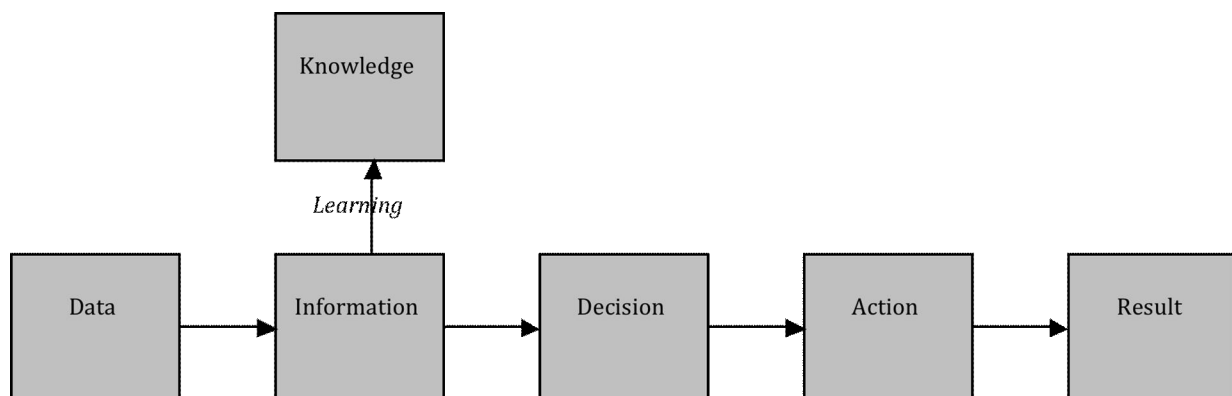 Knowledge
Learning
Data
Information
Decision
Action
Result